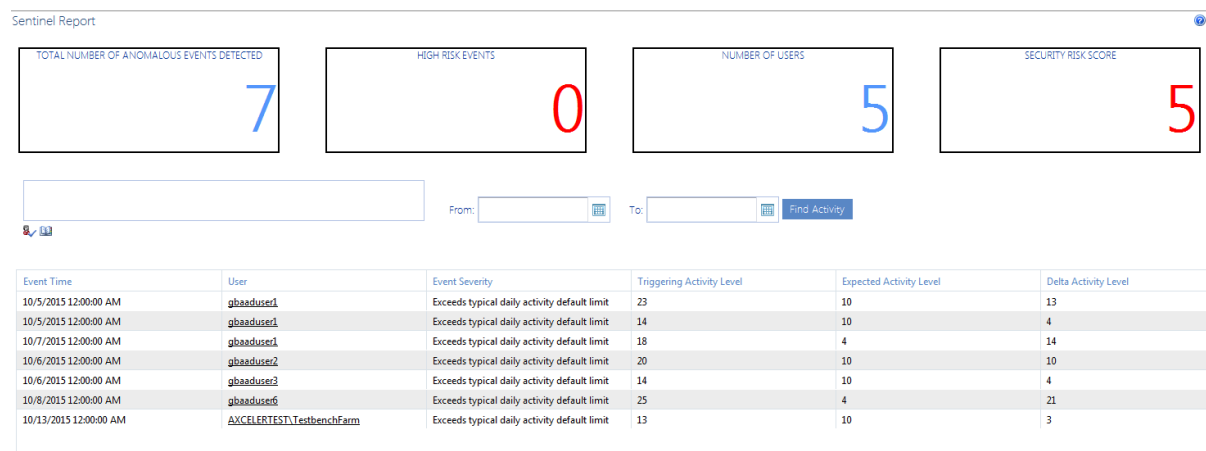 Sentinel Report
TOTAL NUMBER OF ANOMALOUS EVENTS DETECTED
7
HIGH RISK EVENTS
0
NUMBER OF USERS
5
SECURITY RISK SCORE
5
From: To: Find Activity
Event Time User Event Severity Triggering Activity Level Expected Activity Level Delta Activity Level
10/5/2015 12:00:00 AM gbaaduser1 Exceeds typical daily activity default limit 23 10 13
10/5/2015 12:00:00 AM gbaaduser1 Exceeds typical daily activity default limit 14 10 4
10/7/2015 12:00:00 AM gbaaduser1 Exceeds typical daily activity default limit 18 4 14
10/6/2015 12:00:00 AM gbaaduser2 Exceeds typical daily activity default limit 20 10 10
10/6/2015 12:00:00 AM gbaaduser3 Exceeds typical daily activity default limit 14 10 4
10/8/2015 12:00:00 AM gbaaduser6 Exceeds typical daily activity default limit 25 4 21
10/13/2015 12:00:00 AM AXCELERTEST\TestbenchFarm Exceeds typical daily activity default limit 13 10 3